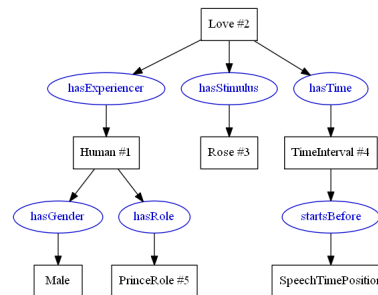 Love #2
hasExperiencer hasStimulus hasTime
Human #1 Rose #3 TimeInterval #4
hasGender hasRole startsBefore
Male PrinceRole #5 SpeechTimePosition